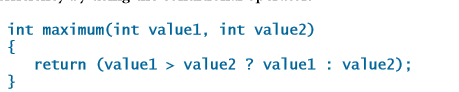 int maximum(int value1, int value2)
{
return (value1 > value2 ? value1 : value2);
}